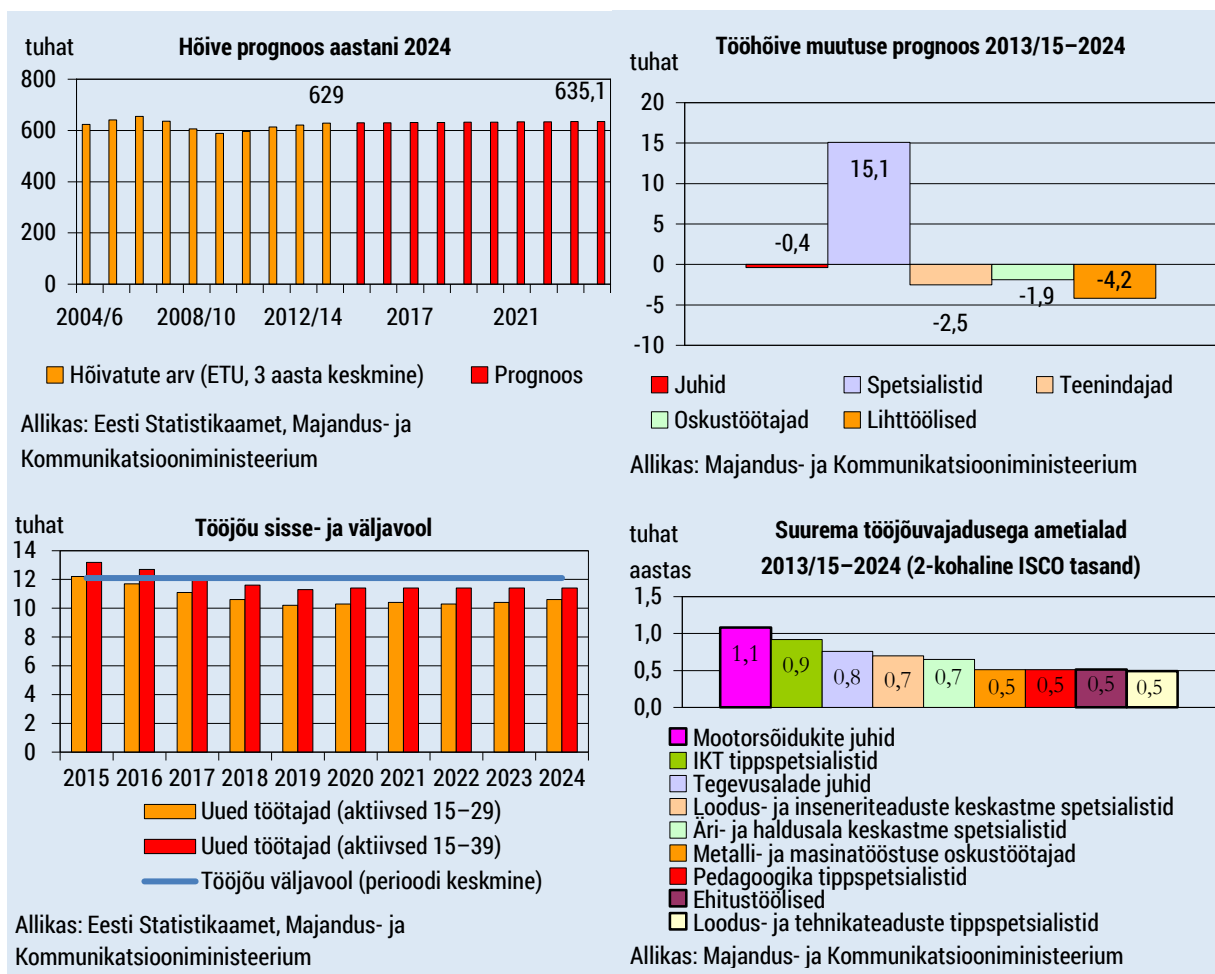 tuhat
Hõive prognoos aastani 2024
800
600
400
200
0
629
635,1
2004/6 2008/10 2012/14 2017 2021
Hõivatute arv (ETU, 3 aasta keskmine) Prognoos
Allikas: Eesti Statistikaamet, Majandus- ja
Kommunikatsiooniministeerium
Tööhõive muutuse prognoos 2013/15–2024
tuhat
20
15
10
5
0
-5
-10
-0,4
15,1
-2,5
-1,9
-4,2
Juhid Spetsialistid Teenindajad
Oskustöötajad Lihttöölised
Allikas: Majandus- ja Kommunikatsiooniministeerium
tuhat
Tööjõu sisse- ja väljavool
14
12
10
8
6
4
2
0
2015 2016 2017 2018 2019 2020 2021 2022 2023 2024
Uued töötajad (aktiivsed 15–29)
Uued töötajad (aktiivsed 15–39)
Tööjõu väljavool (perioodi keskmine)
Allikas: Eesti Statistikaamet, Majandus- ja
Kommunikatsiooniministeerium
tuhat
aastas
Suurema tööjõuvajadusega ametialad
2013/15–2024 (2-kohaline ISCO tasand)
1,5
1,0
0,5
0,0
1,1 0,9 0,8 0,7 0,7 0,5 0,5 0,5 0,5
Mootorsõidukite juhid
IKT tippspetsialistid
Tegevusalade juhid
Loodus- ja inseneriteaduste keskastme spetsialistid
Äri- ja haldusala keskastme spetsialistid
Metalli- ja masinatööstuse oskustöötajad
Pedagoogika tippspetsialistid
Ehitustöölised
Loodus- ja tehnikateaduste tippspetsialistid
Allikas: Majandus- ja Kommunikatsiooniministeerium